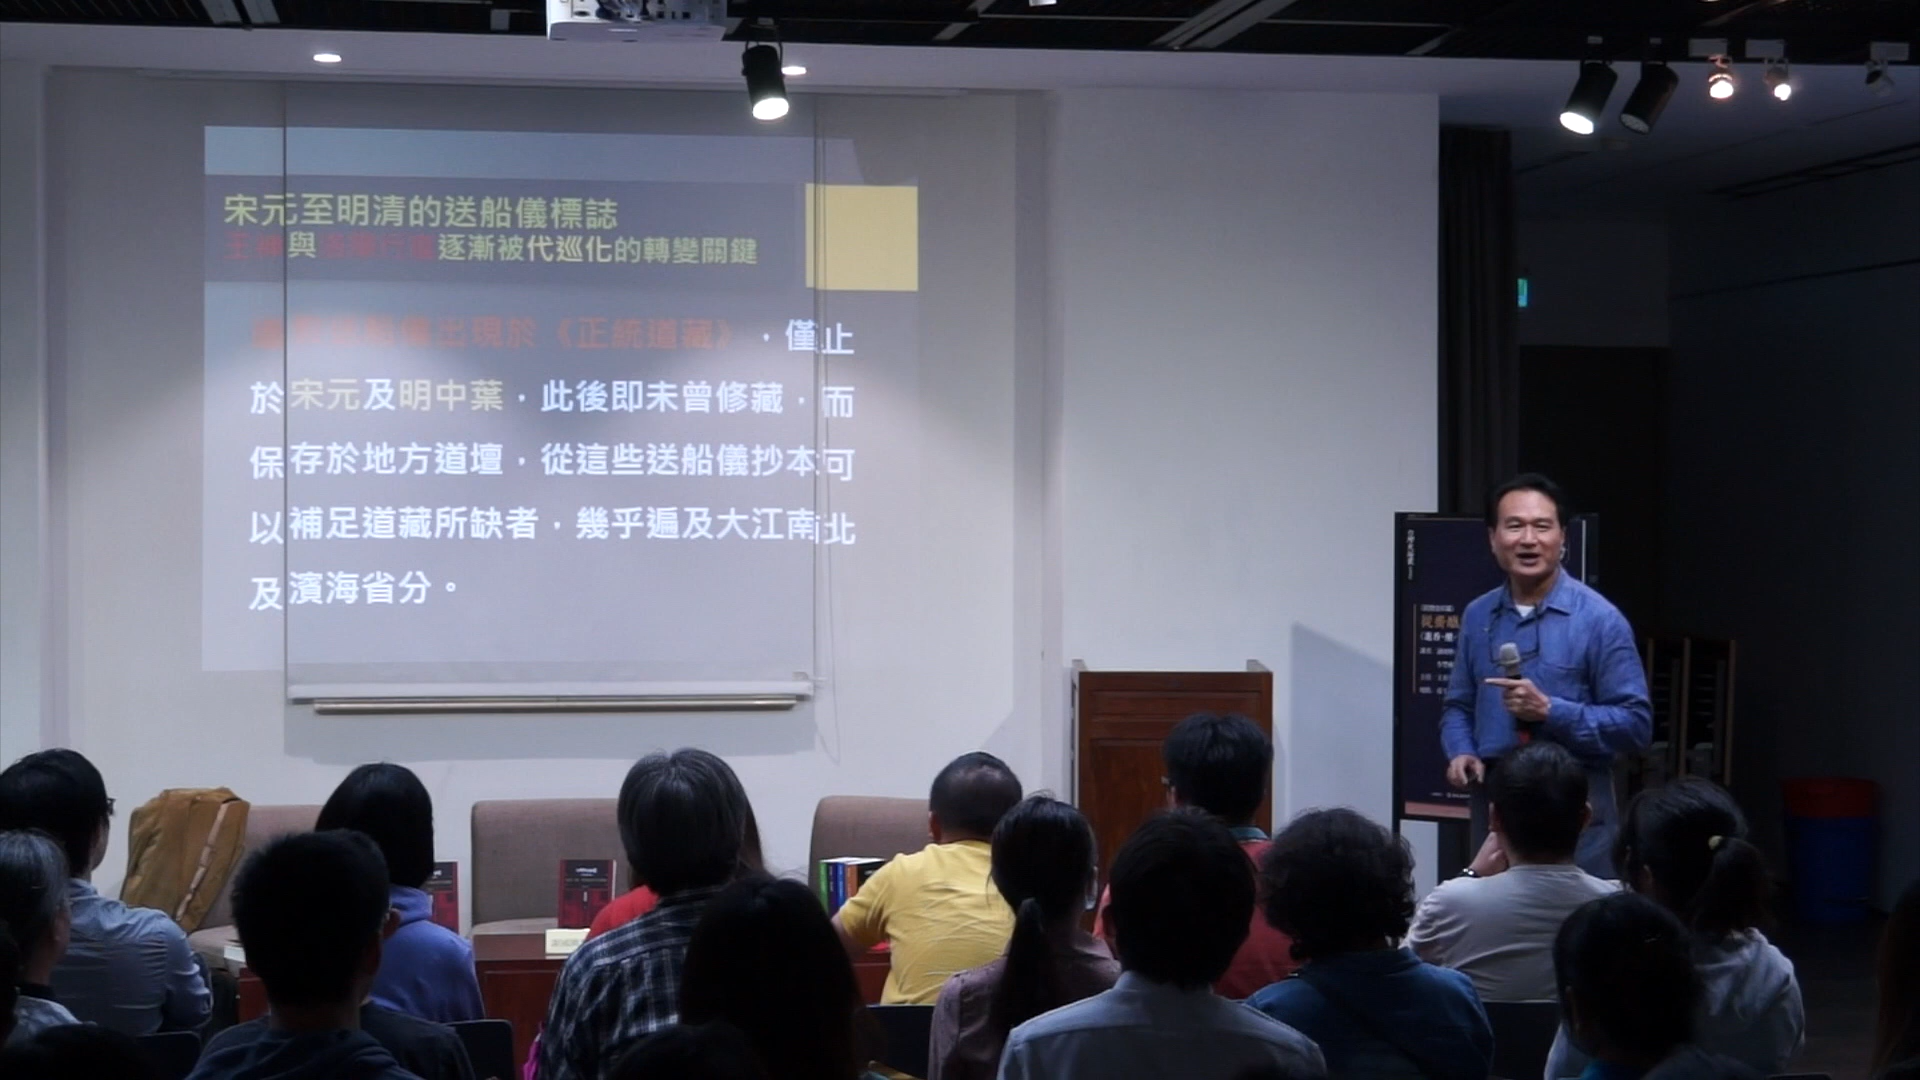 宋元至明清的送船儀標誌
與 逐漸被代巡化的轉變關鍵
出現於《正統道藏》,僅止
於宋元及明中葉,此後即未曾修藏,而
保存於地方道壇,從這些送船儀抄本可
以補足道藏所缺者,幾乎遍及大江南北
及濱海省分。